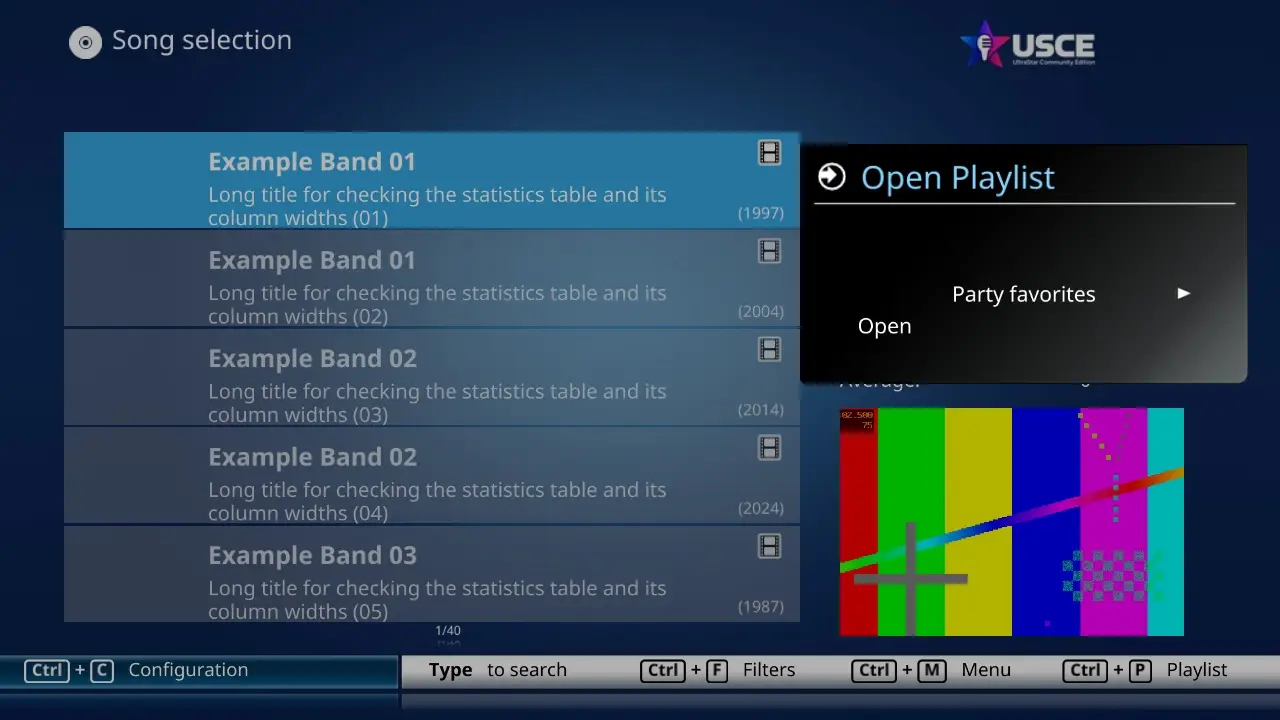 Song selection
USCE
UltraStar Community Edition
Example Band 01
Long title for checking the statistics table and its
column widths (01)
(1997)
Example Band 01
Long title for checking the statistics table and its
column widths (02)
(2004)
Example Band 02
Long title for checking the statistics table and its
column widths (03)
(2014)
Example Band 02
Long title for checking the statistics table and its
column widths (04)
(2024)
Example Band 03
Long title for checking the statistics table and its
column widths (05)
(1987)
1/40
Open Playlist
Party favorites
Open
Average:
02.500
75
Ctrl + C Configuration
Type to search
Ctrl + F Filters
Ctrl + M Menu
Ctrl + P Playlist